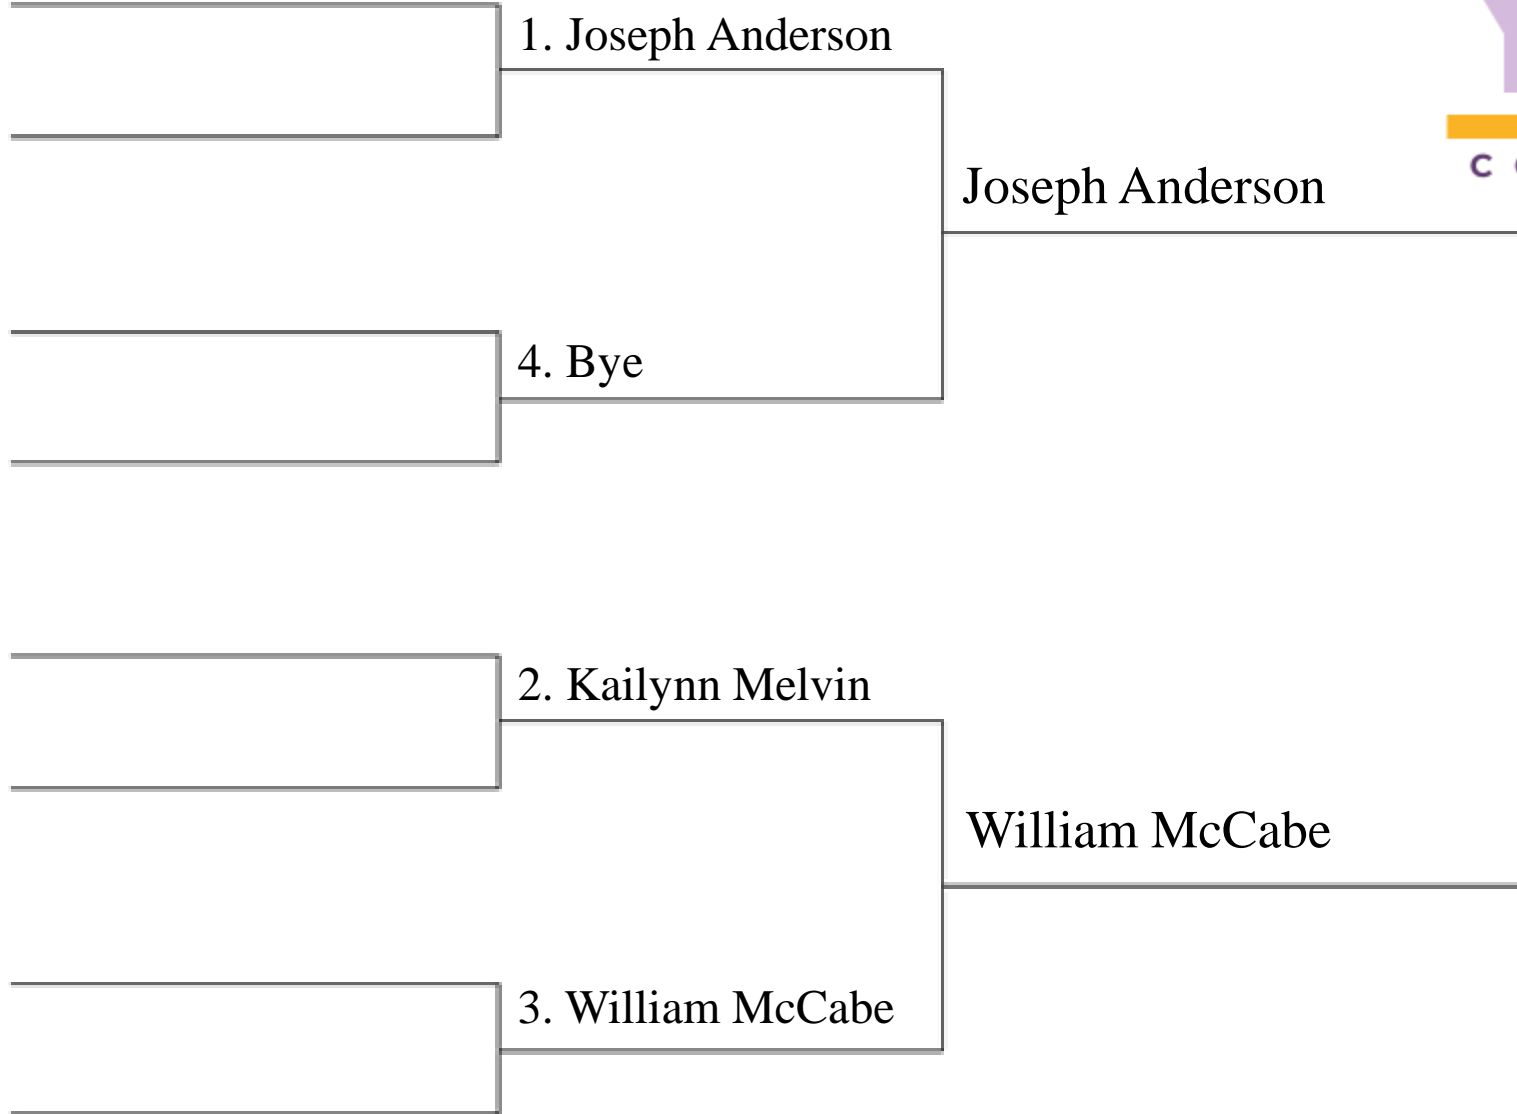 1. Joseph Anderson
Joseph Anderson
4. Bye
2. Kailynn Melvin
William McCabe
3. William McCabe